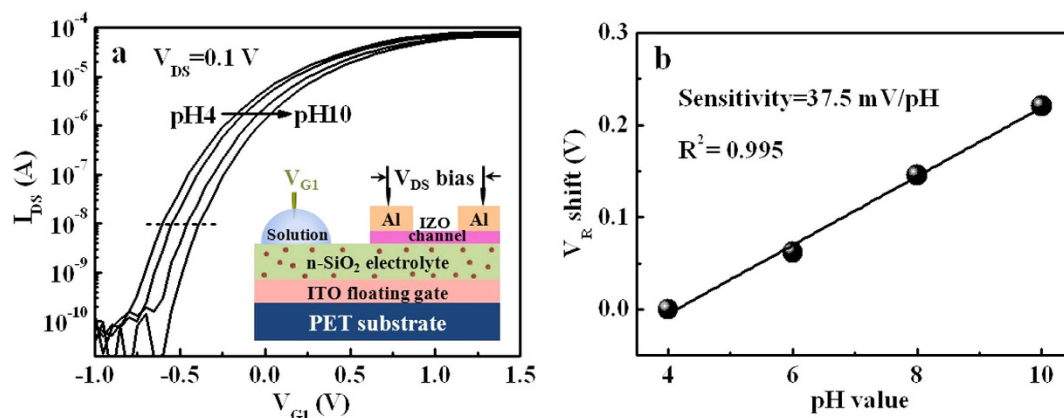 a
V_DS=0.1 V
pH4
pH10
V_G1
V_DS bias
Solution
Al
IZO
Al
channel
n-SiO₂ electrolyte
ITO floating gate
PET substrate
I_DS (A)
10⁻⁴
10⁻⁵
10⁻⁶
10⁻⁷
10⁻⁸
10⁻⁹
10⁻¹⁰
-1.0 -0.5 0.0 0.5 1.0 1.5
V_G1 (V)
b
Sensitivity=37.5 mV/pH
R²= 0.995
V_R shift (V)
0.2
0.1
0.0
4 6 8 10
pH value